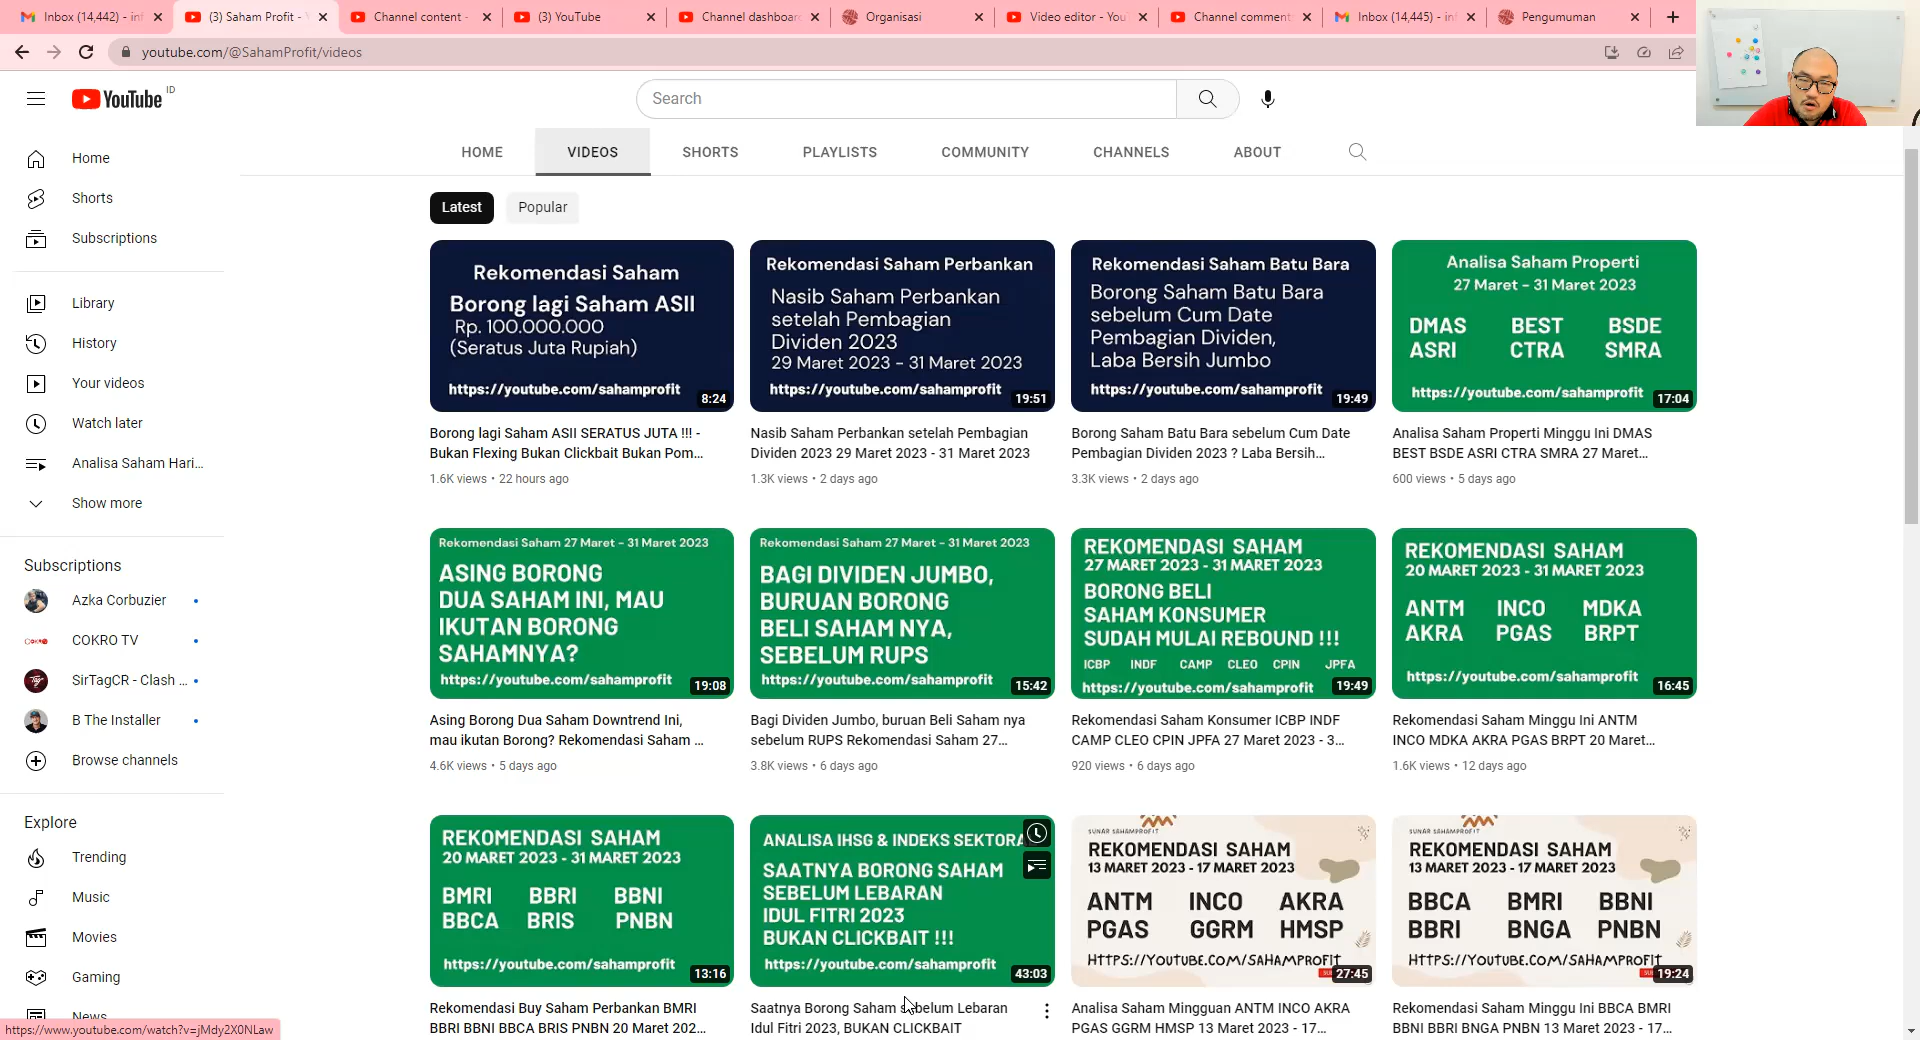 Inbox (14,442) - inf
(3) Saham Profit - Y
Channel content -
(3) YouTube
Channel dashboard
Organisasi
Video editor - You
Channel comment
Inbox (14,445) - inf
Pengumuman
youtube.com/@SahamProfit/videos
YouTube ID
Search
HOME
VIDEOS
SHORTS
PLAYLISTS
COMMUNITY
CHANNELS
ABOUT
Home
Shorts
Subscriptions
Library
History
Your videos
Watch later
Analisa Saham Hari...
Show more
Subscriptions
Azka Corbuzier
COKRO TV
SirTagCR - Clash ...
B The Installer
Browse channels
Explore
Trending
Music
Movies
Gaming
News
https://www.youtube.com/watch?v=jMdy2X0NLaw
Latest
Popular
Rekomendasi Saham
Borong lagi Saham ASII
Rp. 100.000.000
(Seratus Juta Rupiah)
https://youtube.com/sahamprofit
8:24
Borong lagi Saham ASII SERATUS JUTA !!! -
Bukan Flexing Bukan Clickbait Bukan Pom...
1.6K views • 22 hours ago
Rekomendasi Saham Perbankan
Nasib Saham Perbankan
setelah Pembagian
Dividen 2023
29 Maret 2023 - 31 Maret 2023
https://youtube.com/sahamprofit
19:51
Nasib Saham Perbankan setelah Pembagian
Dividen 2023 29 Maret 2023 - 31 Maret 2023
1.3K views • 2 days ago
Rekomendasi Saham Batu Bara
Borong Saham Batu Bara
sebelum Cum Date
Pembagian Dividen,
Laba Bersih Jumbo
https://youtube.com/sahamprofit
19:49
Borong Saham Batu Bara sebelum Cum Date
Pembagian Dividen 2023 ? Laba Bersih...
3.3K views • 2 days ago
Analisa Saham Properti
27 Maret - 31 Maret 2023
DMAS BEST BSDE
ASRI CTRA SMRA
https://youtube.com/sahamprofit
17:04
Analisa Saham Properti Minggu Ini DMAS
BEST BSDE ASRI CTRA SMRA 27 Maret...
600 views • 5 days ago
Rekomendasi Saham 27 Maret - 31 Maret 2023
ASING BORONG
DUA SAHAM INI, MAU
IKUTAN BORONG
SAHAMNYA?
https://youtube.com/sahamprofit
19:08
Asing Borong Dua Saham Downtrend Ini,
mau ikutan Borong? Rekomendasi Saham ...
4.6K views • 5 days ago
Rekomendasi Saham 27 Maret - 31 Maret 2023
BAGI DIVIDEN JUMBO,
BURUAN BORONG
BELI SAHAM NYA,
SEBELUM RUPS
https://youtube.com/sahamprofit
15:42
Bagi Dividen Jumbo, buruan Beli Saham nya
sebelum RUPS Rekomendasi Saham 27...
3.8K views • 6 days ago
REKOMENDASI SAHAM
27 MARET 2023 - 31 MARET 2023
BORONG BELI
SAHAM KONSUMER
SUDAH MULAI REBOUND !!!
ICBP INDF CAMP CLEO CPIN JPFA
https://youtube.com/sahamprofit
19:49
Rekomendasi Saham Konsumer ICBP INDF
CAMP CLEO CPIN JPFA 27 Maret 2023 - 3...
920 views • 6 days ago
REKOMENDASI SAHAM
20 MARET 2023 - 31 MARET 2023
ANTM INCO MDKA
AKRA PGAS BRPT
https://youtube.com/sahamprofit
16:45
Rekomendasi Saham Minggu Ini ANTM
INCO MDKA AKRA PGAS BRPT 20 Maret...
1.6K views • 12 days ago
REKOMENDASI SAHAM
20 MARET 2023 - 31 MARET 2023
BMRI BBRI BBNI
BBCA BRIS PNBN
https://youtube.com/sahamprofit
13:16
Rekomendasi Buy Saham Perbankan BMRI
BBRI BBNI BBCA BRIS PNBN 20 Maret 202...
ANALISA IHSG & INDEKS SEKTORA
SAATNYA BORONG SAHAM
SEBELUM LEBARAN
IDUL FITRI 2023
BUKAN CLICKBAIT !!!
https://youtube.com/sahamprofit
43:03
Saatnya Borong Saham sebelum Lebaran
Idul Fitri 2023, BUKAN CLICKBAIT
SUNAR SAHAMPROFIT
REKOMENDASI SAHAM
13 MARET 2023 - 17 MARET 2023
ANTM INCO AKRA
PGAS GGRM HMSP
HTTPS://YOUTUBE.COM/SAHAMPROFIT
27:45
Analisa Saham Mingguan ANTM INCO AKRA
PGAS GGRM HMSP 13 Maret 2023 - 17...
SUNAR SAHAMPROFIT
REKOMENDASI SAHAM
13 MARET 2023 - 17 MARET 2023
BBCA BMRI BBNI
BBRI BNGA PNBN
HTTPS://YOUTUBE.COM/SAHAMPROFIT
19:24
Rekomendasi Saham Minggu Ini BBCA BMRI
BBNI BBRI BNGA PNBN 13 Maret 2023 - 17...